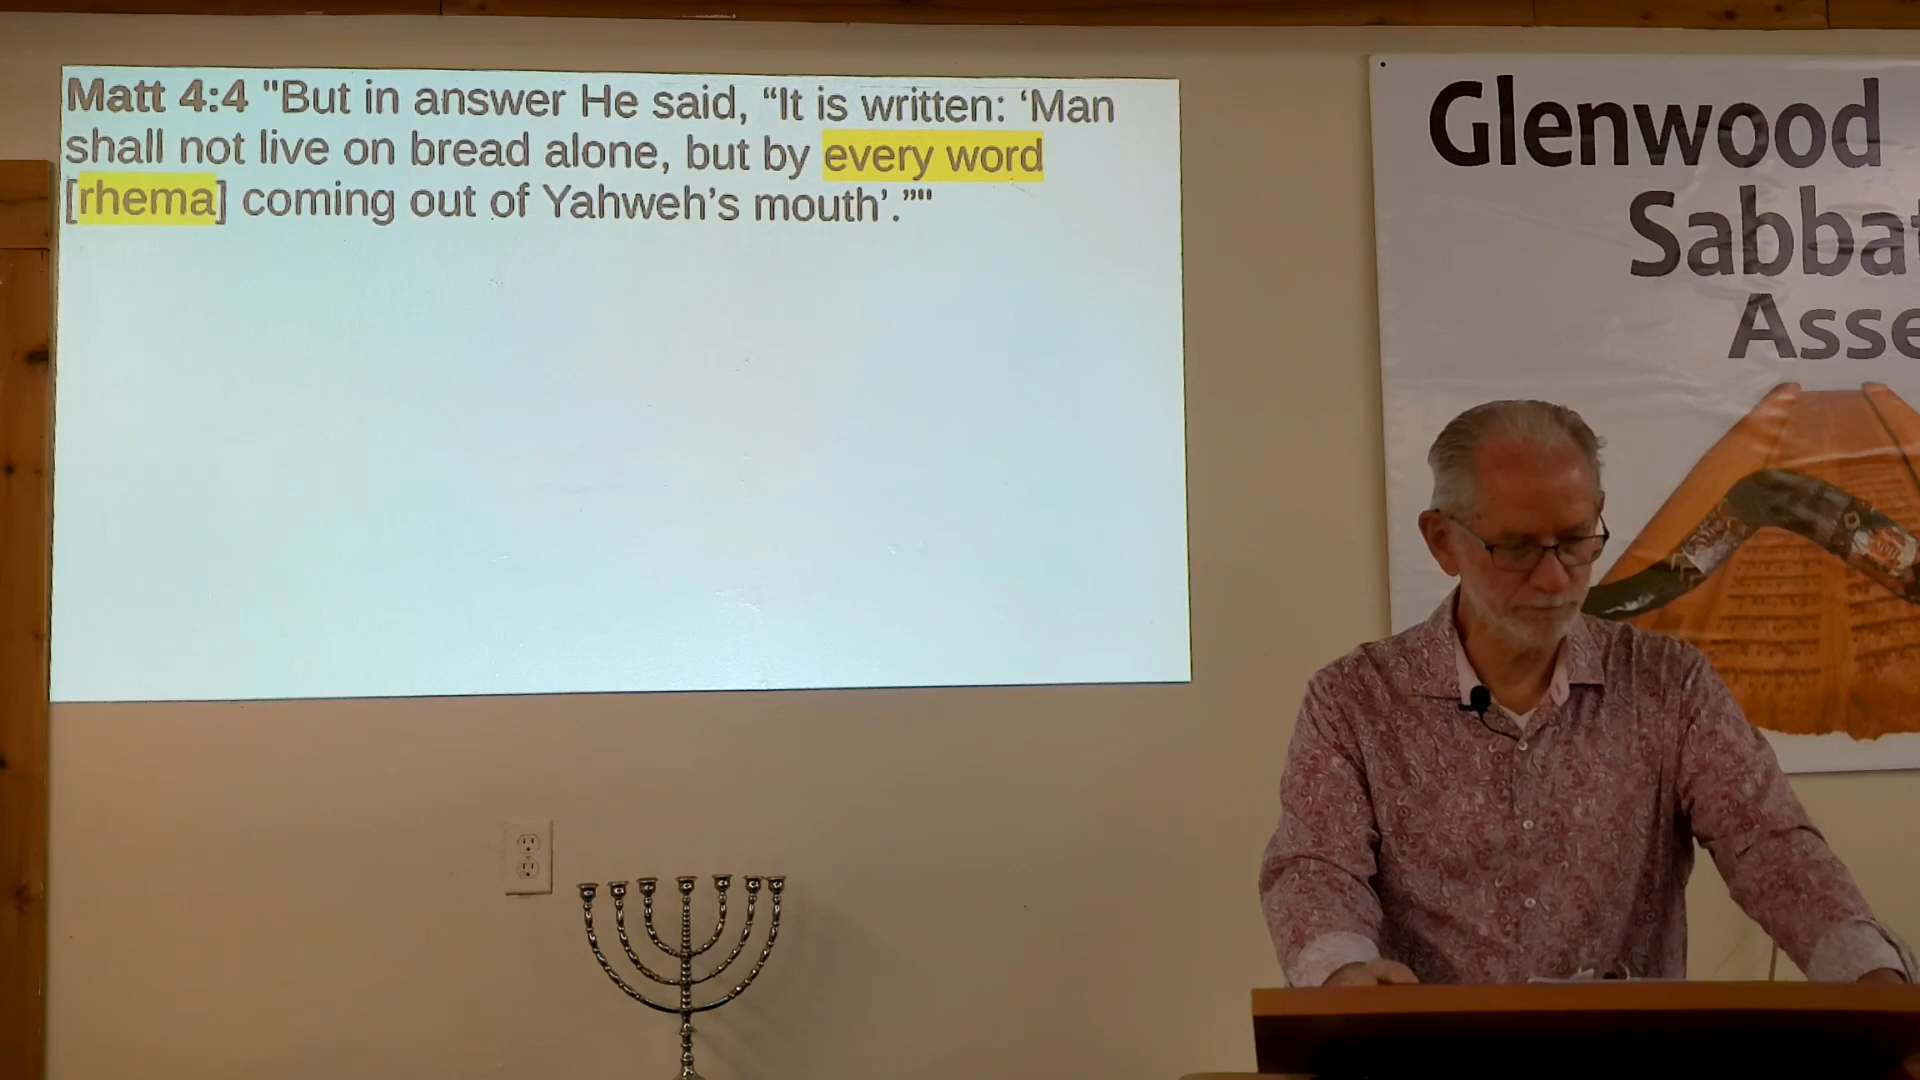 Matt 4:4 "But in answer He said, “It is written: ‘Man
shall not live on bread alone, but by every word
[rhema] coming out of Yahweh’s mouth’.”"'
Glenwood
Sabbat
Asse